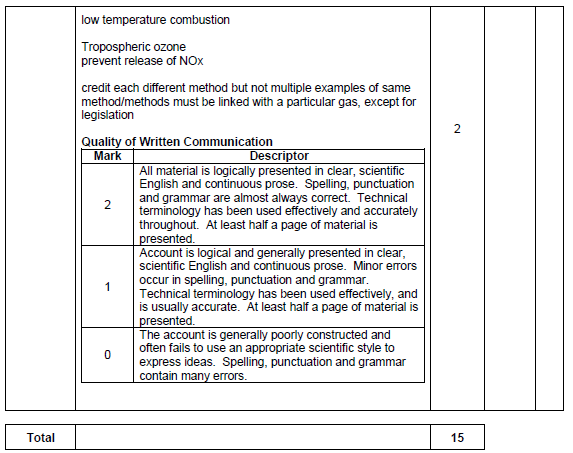 low temperature combustion
Tropospheric ozone
prevent release of NOx
credit each different method but not multiple examples of same
method/methods must be linked with a particular gas, except for
legislation
2
Quality of Written Communication
Mark Descriptor
2
All material is logically presented in clear, scientific
English and continuous prose. Spelling, punctuation
and grammar are almost always correct. Technical
terminology has been used effectively and accurately
throughout. At least half a page of material is
presented.
1
Account is logical and generally presented in clear,
scientific English and continuous prose. Minor errors
occur in spelling, punctuation and grammar.
Technical terminology has been used effectively, and
is usually accurate. At least half a page of material is
presented.
0
The account is generally poorly constructed and
often fails to use an appropriate scientific style to
express ideas. Spelling, punctuation and grammar
contain many errors.
Total 15